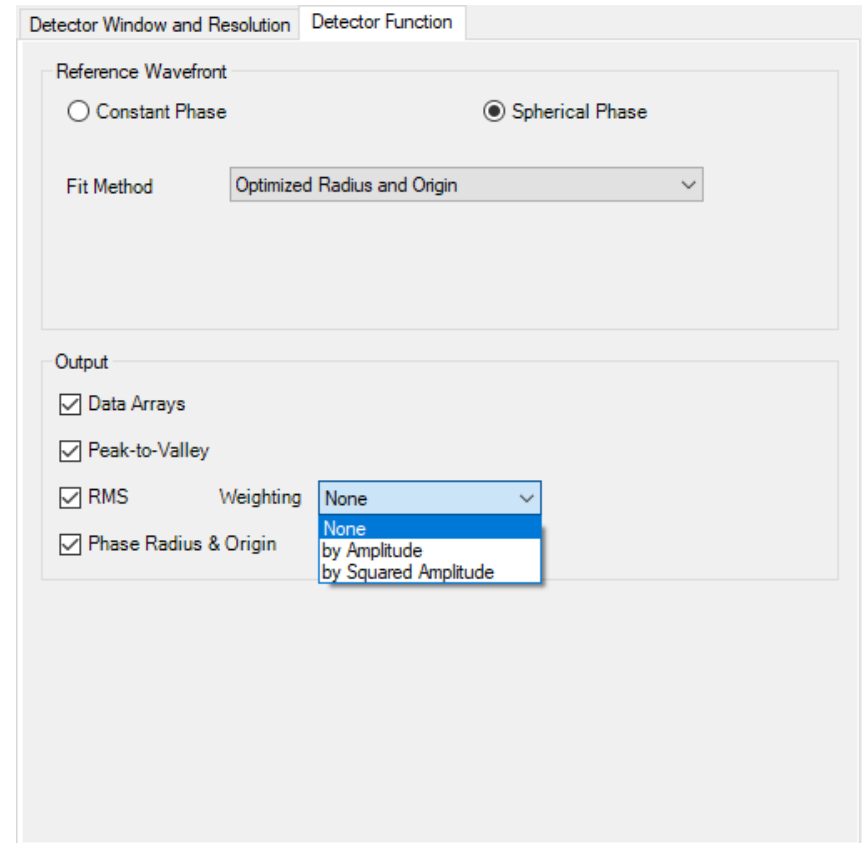 Detector Window and Resolution Detector Function
Reference Wavefront
Constant Phase Spherical Phase
Fit Method Optimized Radius and Origin
Output
Data Arrays
Peak-to-Valley
RMS Weighting None
None
Phase Radius & Origin by Amplitude
by Squared Amplitude